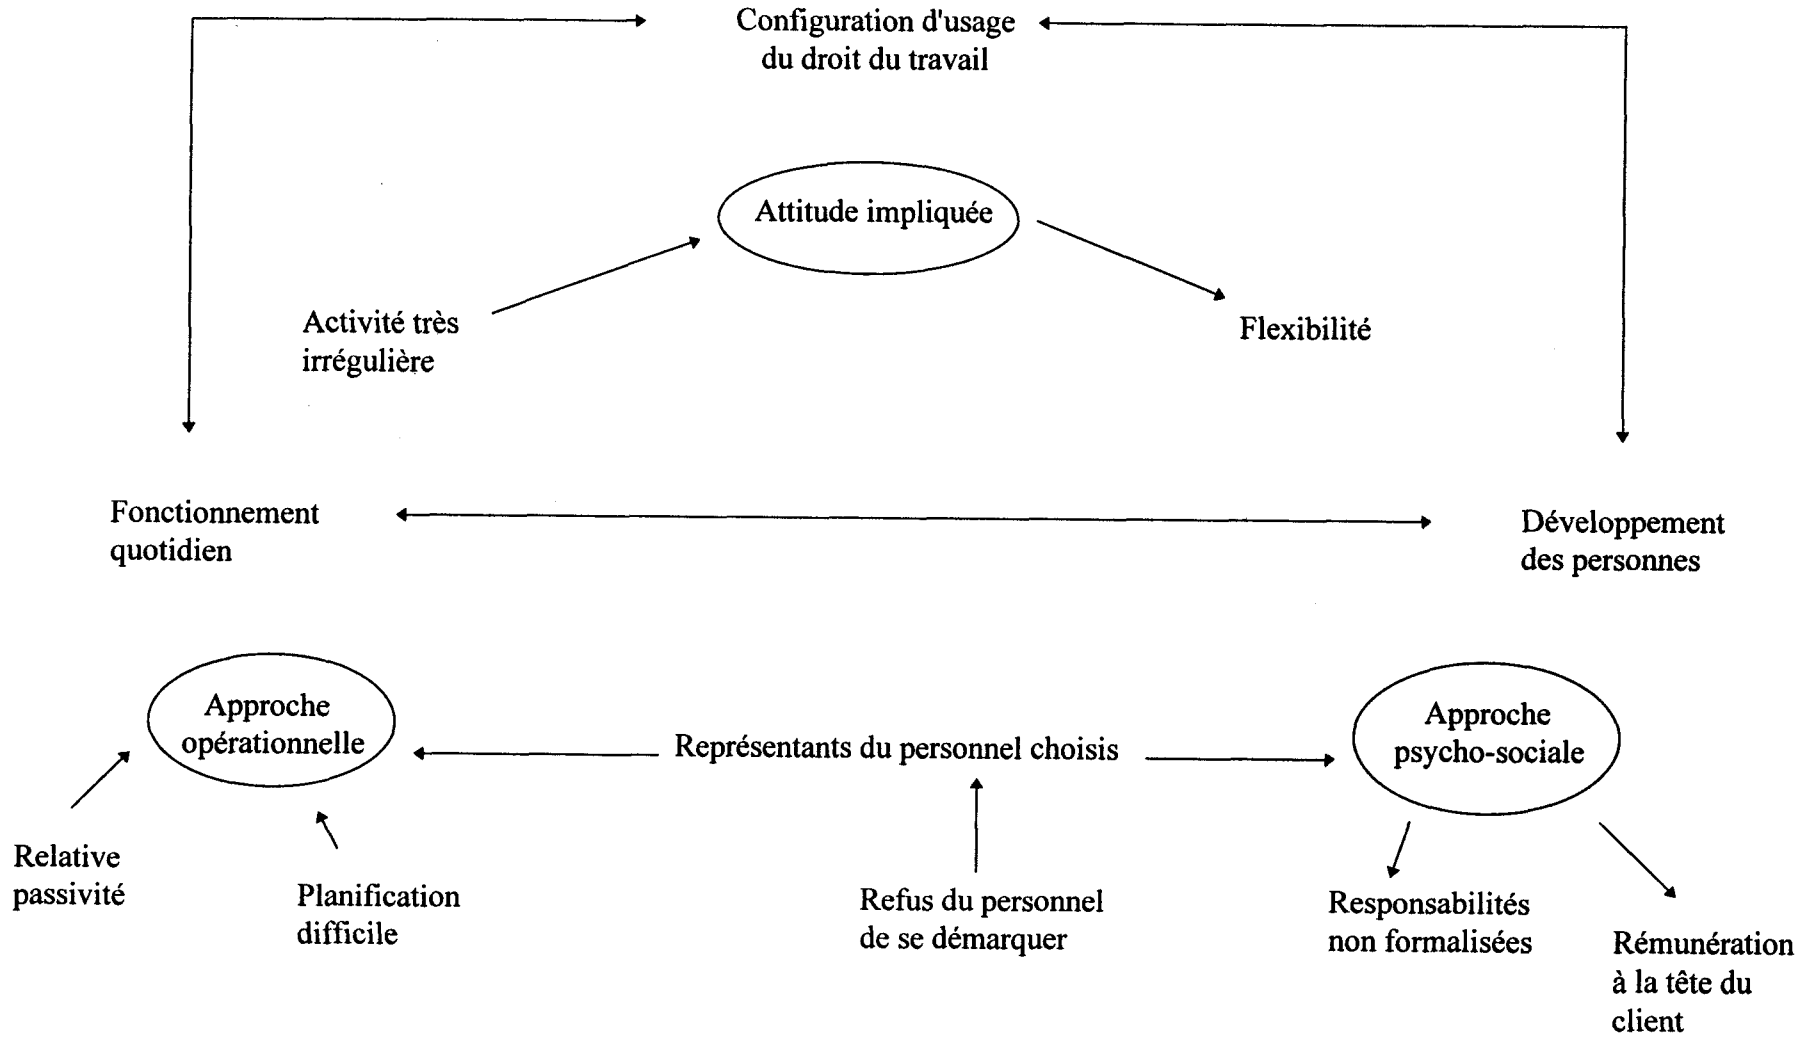 Configuration d'usage
du droit du travail
Attitude impliquée
Activité très
irrégulière
Flexibilité
Fonctionnement
quotidien
Développement
des personnes
Approche
opérationnelle
Représentants du personnel choisis
Approche
psycho-sociale
Relative
passivité
Planification
difficile
Refus du personnel
de se démarquer
Responsabilités
non formalisées
Rémunération
à la tête du
client